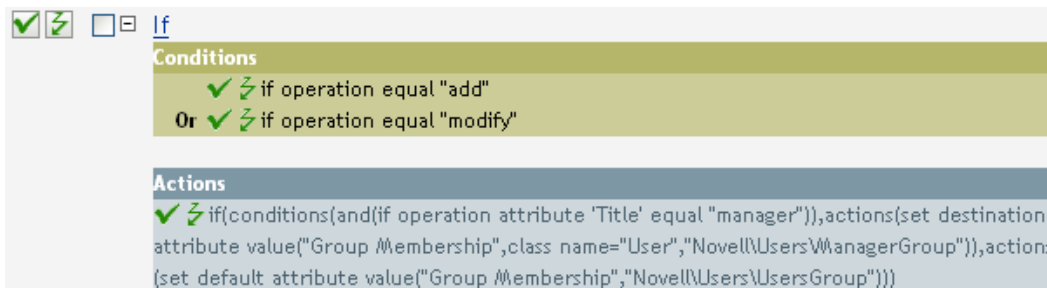 If
Conditions
if operation equal "add"
Or if operation equal "modify"
Actions
if(conditions(and(if operation attribute 'Title' equal "manager")),actions(set destination
attribute value("Group Membership",class name="User","Novell\Users\ManagerGroup")),actions
(set default attribute value("Group Membership","Novell\Users\UsersGroup")))